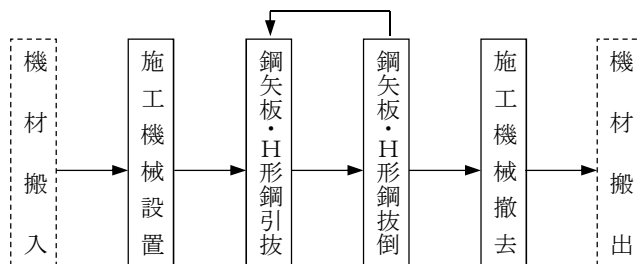 機材搬入
施工機械設置
鋼矢板・H形鋼引抜
鋼矢板・H形鋼抜倒
施工機械撤去
機材搬出